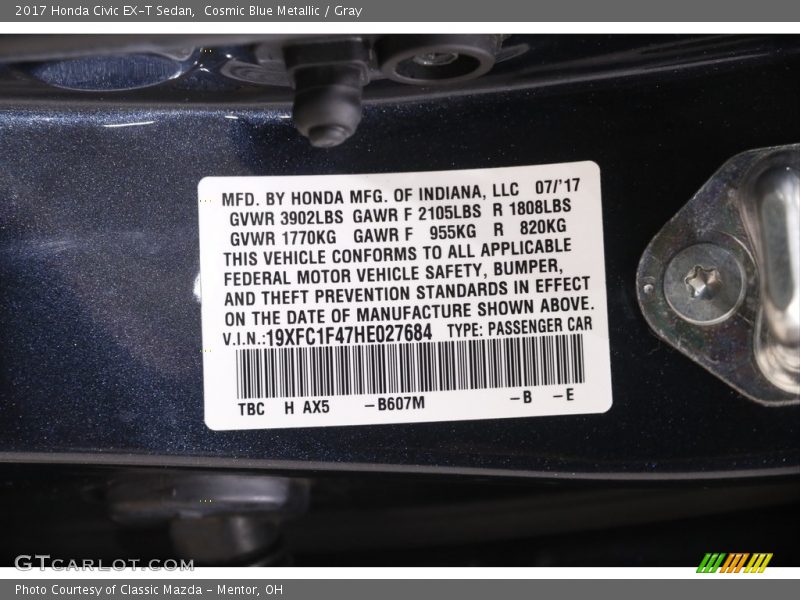 2017 Honda Civic EX-T Sedan,  Cosmic Blue Metallic / Gray
MFD. BY HONDA MFG. OF INDIANA, LLC 07/'17
GVWR 3902LBS GAWR F 2105LBS R 1808LBS
GVWR 1770KG GAWR F 955KG R 820KG
THIS VEHICLE CONFORMS TO ALL APPLICABLE
FEDERAL MOTOR VEHICLE SAFETY, BUMPER,
AND THEFT PREVENTION STANDARDS IN EFFECT
ON THE DATE OF MANUFACTURE SHOWN ABOVE.
V.I.N.:19XFC1F47HE027684 TYPE: PASSENGER CAR
TBC H AX5 -B607M -B -E
GTCARLOT.COM
Photo Courtesy of Classic Mazda - Mentor, OH